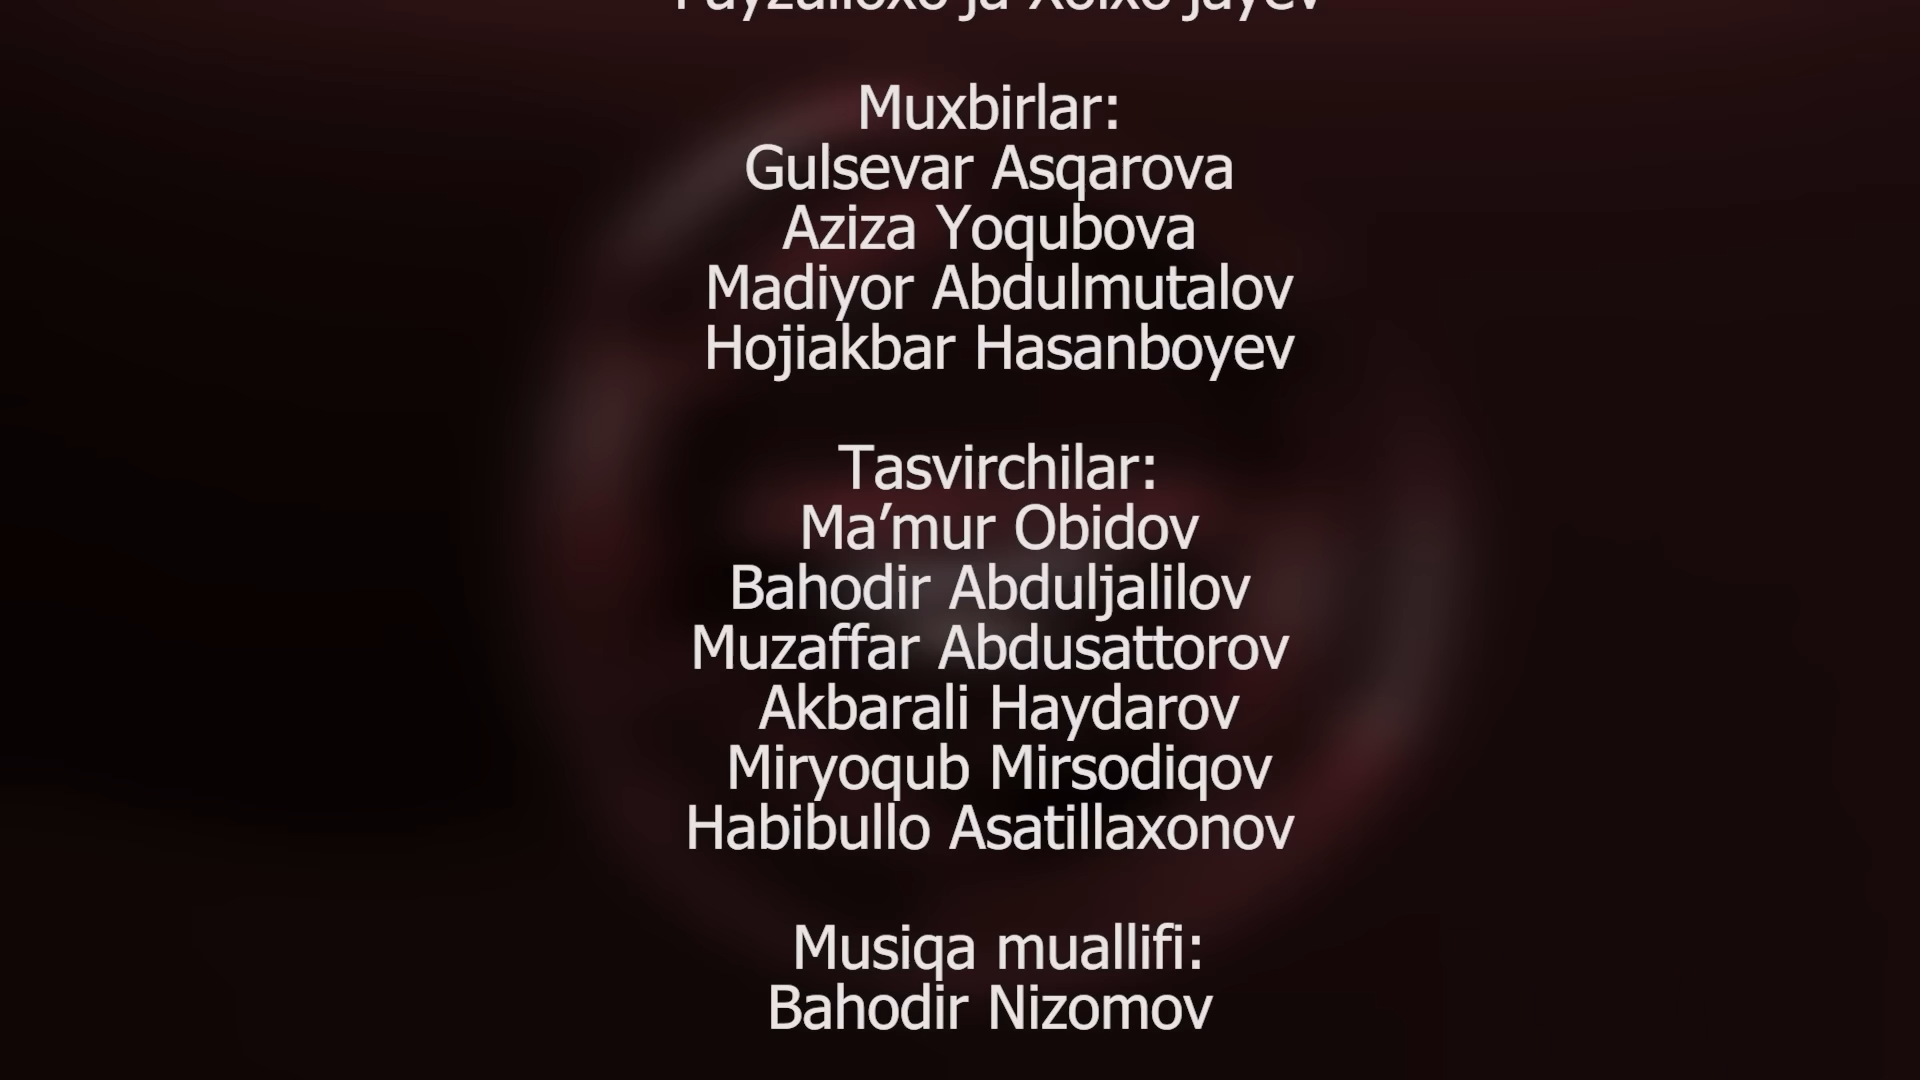 Muxbirlar:
Gulsevar Asqarova
Aziza Yoqubova
Madiyor Abdulmutalov
Hojiakbar Hasanboyev
Tasvirchilar:
Ma’mur Obidov
Bahodir Abduljalilov
Muzaffar Abdusattorov
Akbarali Haydarov
Miryoqub Mirsodiqov
Habibullo Asatillaxonov
Musiqa muallifi:
Bahodir Nizomov